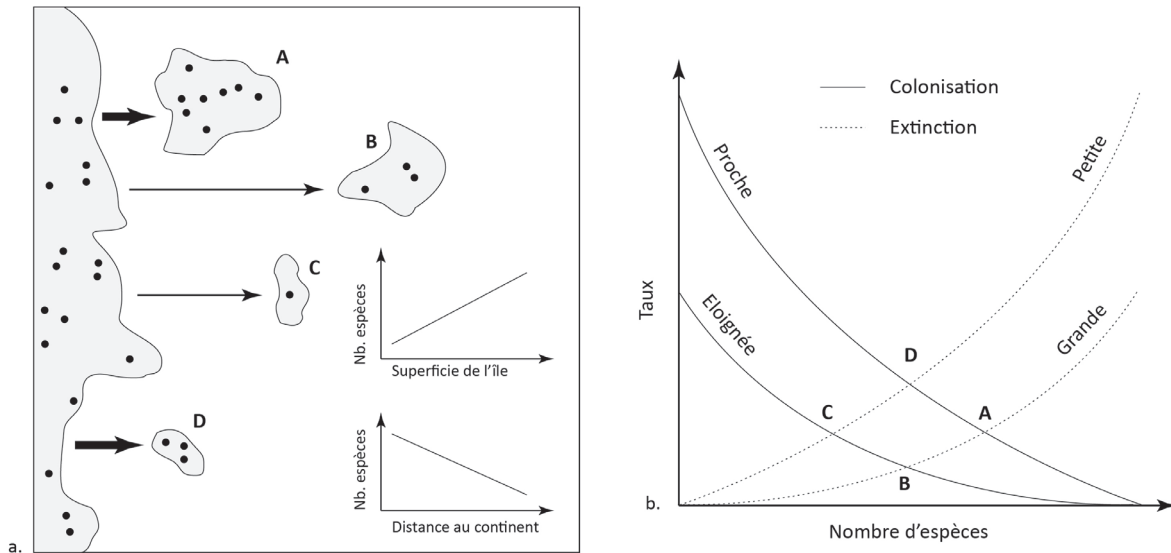 A
B
C
D
Nb. espèces
Superficie de l'île
Nb. espèces
Distance au continent
a.
Colonisation
Extinction
Proche
Petite
Eloignée
Grande
Taux
D
C
A
B
b.
Nombre d'espèces